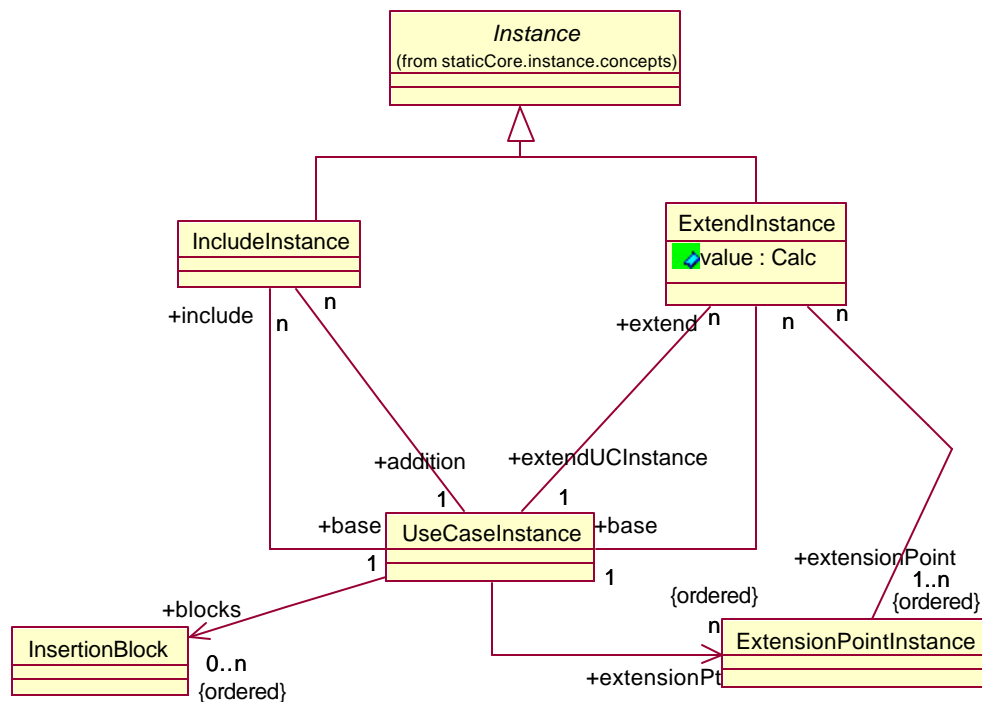 Instance
(from staticCore.instance.concepts)
IncludeInstance
ExtendInstance
value : Calc
+include
n
n
+extend
n
n
n
+addition
1
+extendUCInstance
1
+base
1
UseCaseInstance
+base
1
+extensionPoint
1..n
{ordered}
+blocks
0..n
{ordered}
InsertionBlock
{ordered}
n
+extensionPt
ExtensionPointInstance